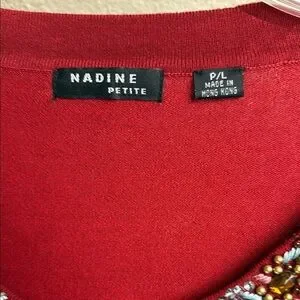 NADINE
PETITE
P/L
MADE IN
HONG KONG